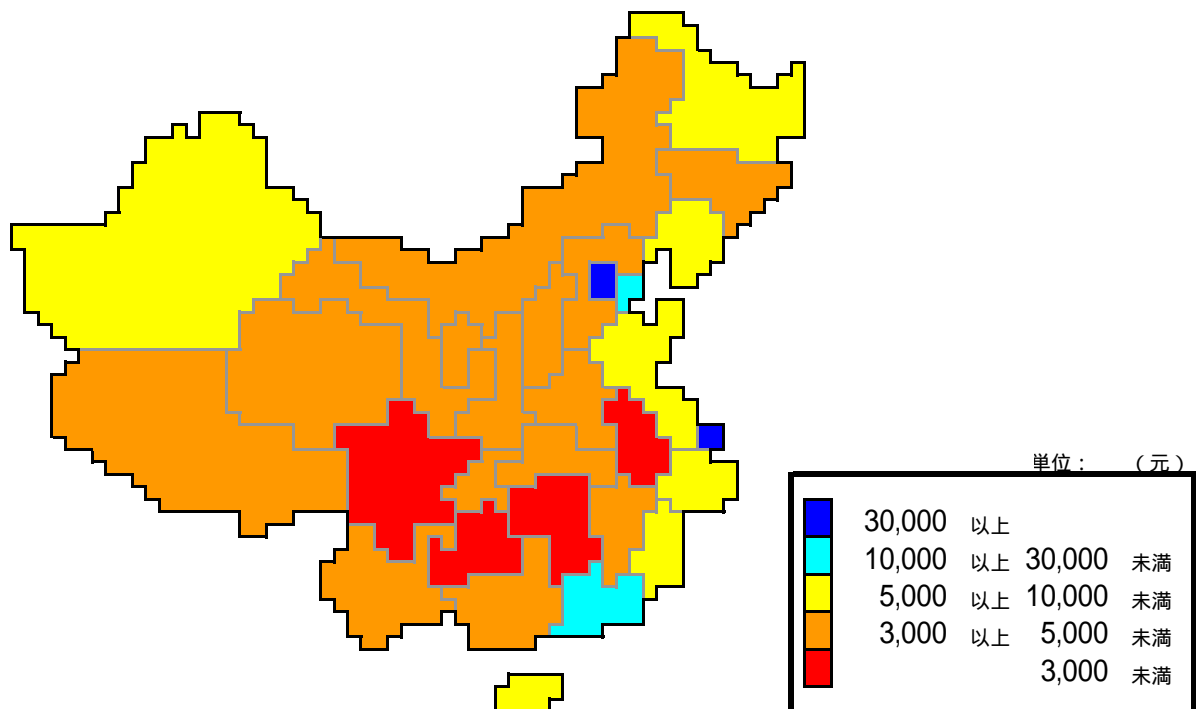 単位： （元）
30,000 以上
10,000 以上 30,000 未満
5,000 以上 10,000 未満
3,000 以上 5,000 未満
3,000 未満